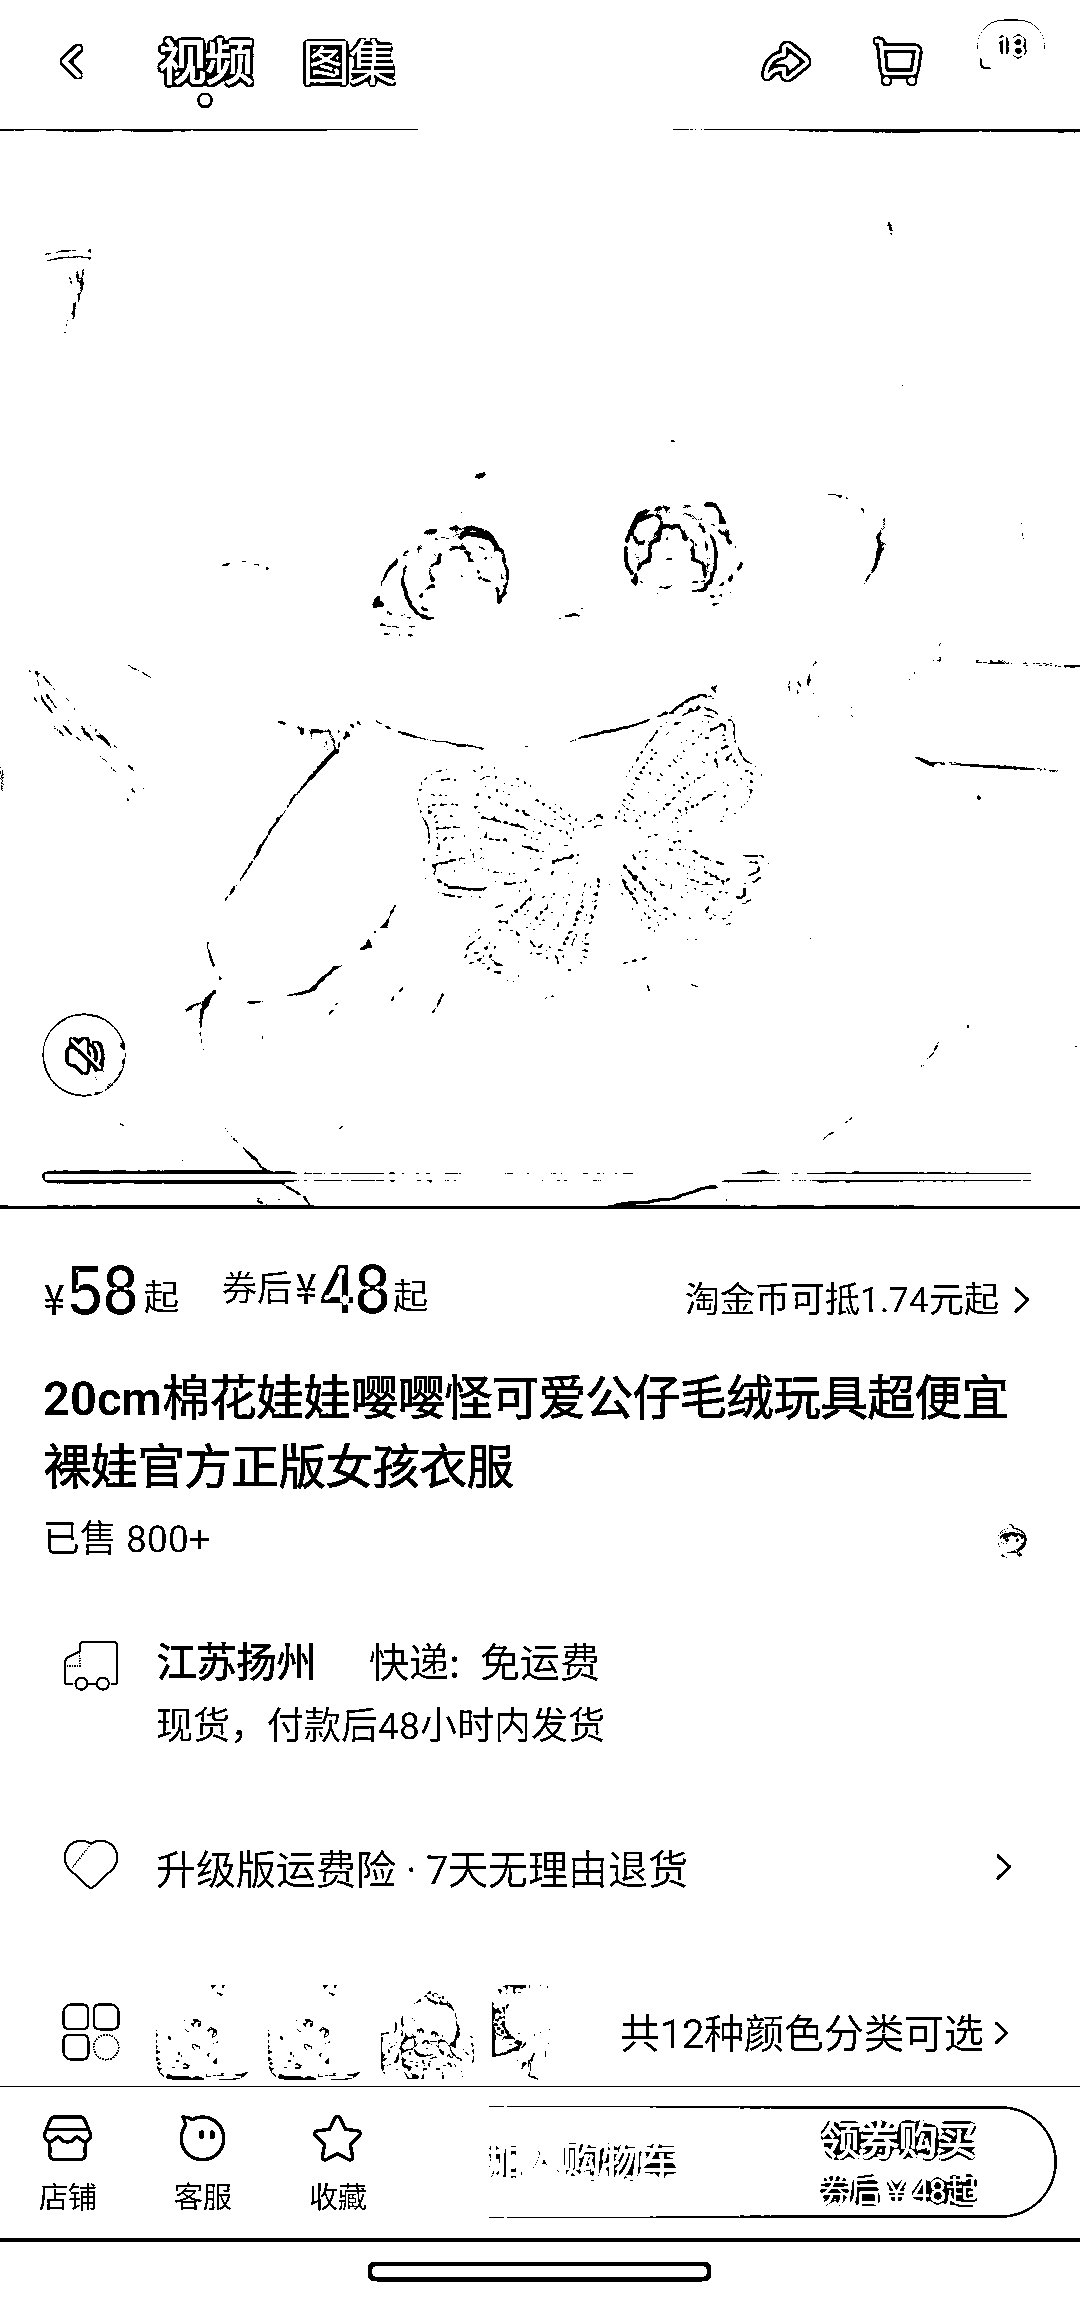 视频 图集
18
¥58起 券后¥48起
淘金币可抵1.74元起
20cm棉花娃娃嘤嘤怪可爱公仔毛绒玩具超便宜
裸娃官方正版女孩衣服
已售 800+
江苏扬州 快递: 免运费
现货，付款后48小时内发货
升级版运费险 · 7天无理由退货
共12种颜色分类可选
店铺 客服 收藏
加入购物车
领券购买
券后¥48起